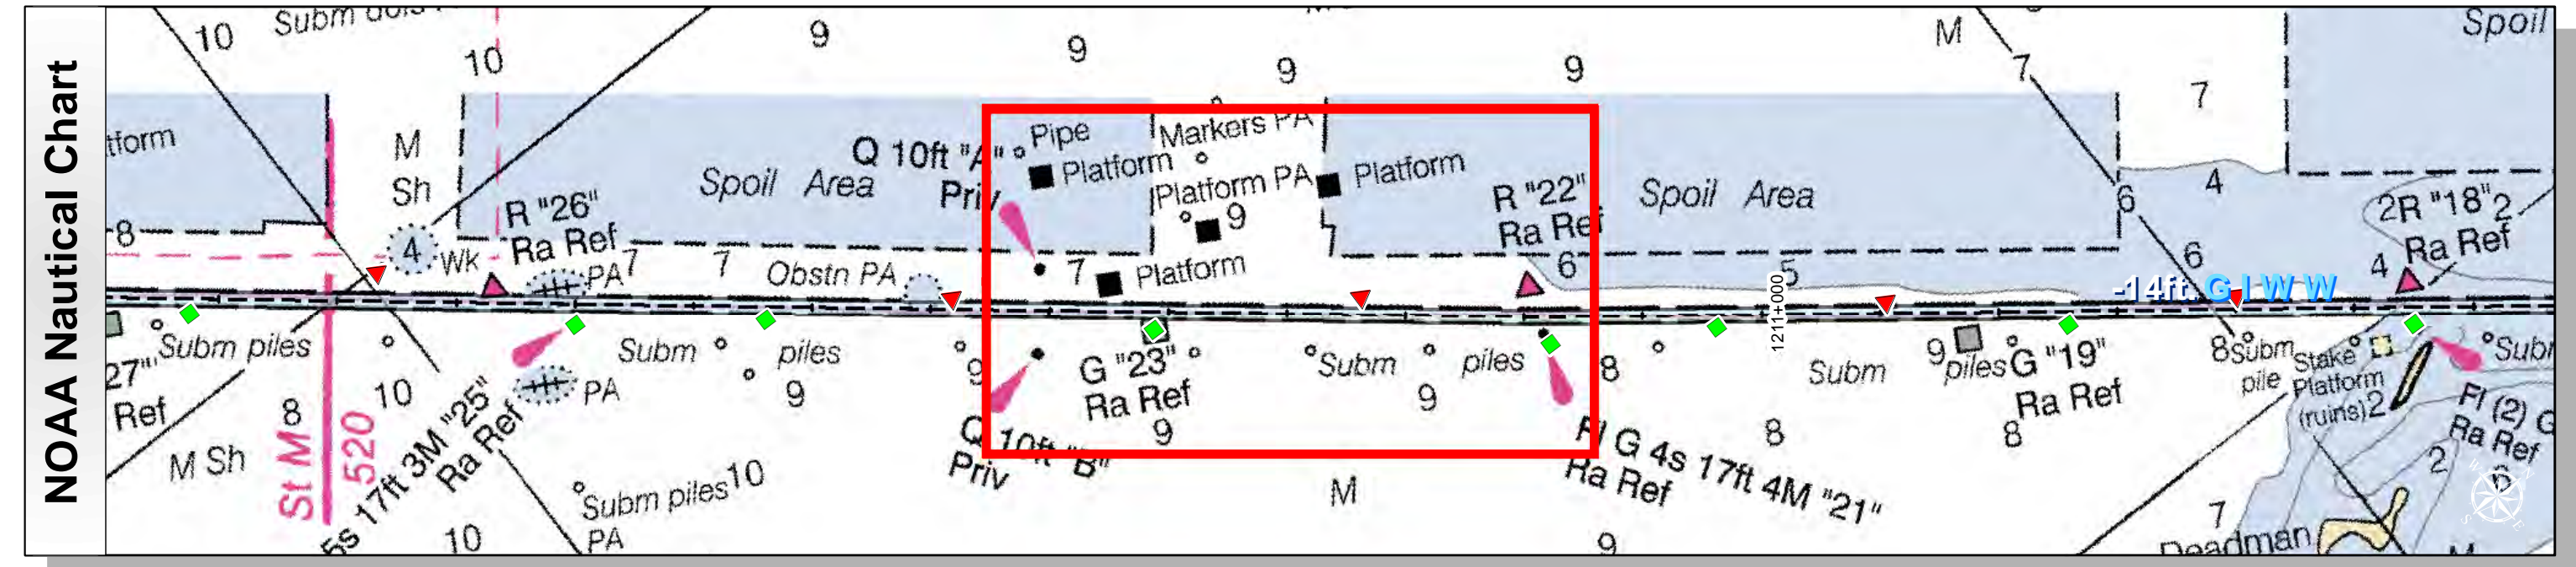 NOAA Nautical Chart
10
10
9
9
9
9
M
7
Spoil
7
tform
M
Sh
Q 10ft "A"
Priv
Pipe
Platform
Markers PA
Platform PA
9
Platform
Spoil Area
R "26"
Ra Ref
R "22"
Ra Ref
Spoil Area
6
4
2
R "18"
2
Ra Ref
8
4
Wk
PA
7
7
Obstn PA
7
Platform
6
5
1211+000
6
-14ft. GIWW
4
27"
Ref
Subm piles
Subm piles
9
G "23"
Ra Ref
Subm piles
8
Subm piles
9
G "19"
Ra Ref
8
Subm
pile
Stake
Platform
(ruins)
2
Fl (2) G
Ra Ref
8
10
PA
9
9
9
8
8
M Sh
St M
520
5s 17ft 3M "25"
Ra Ref
Q 10ft "B"
Priv
Fl G 4s 17ft 4M "21"
Ra Ref
2
6
Subm piles
PA
10
M
7
10
9
Deadman
M